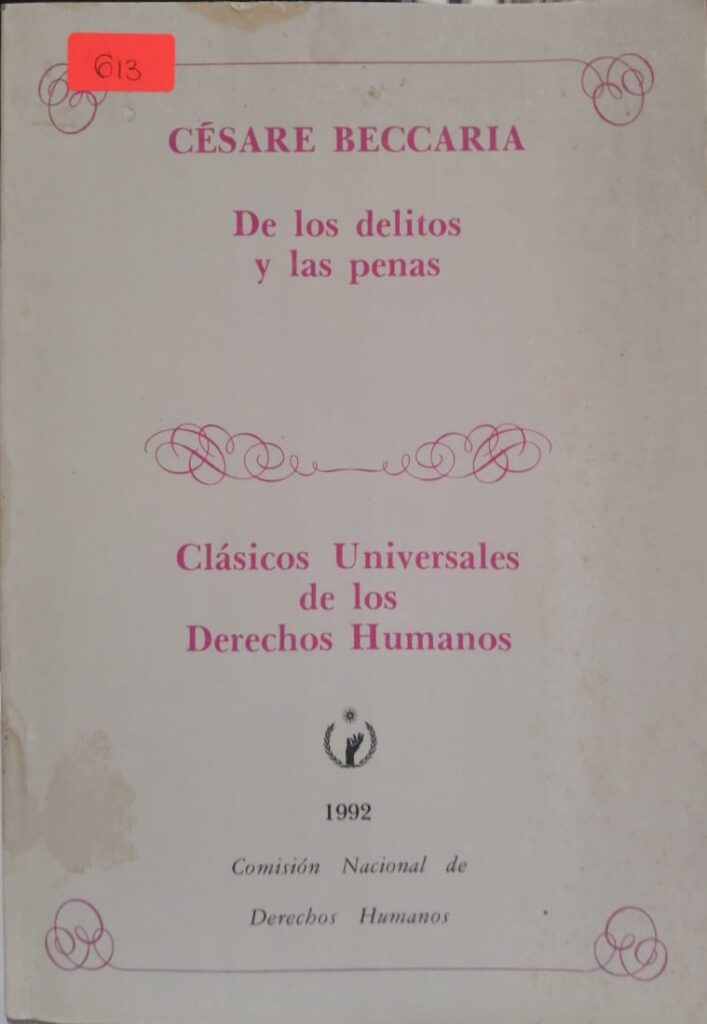 613
CÉSARE BECCARIA
De los delitos
y las penas
Clásicos Universales
de los
Derechos Humanos
1992
Comisión Nacional de
Derechos Humanos